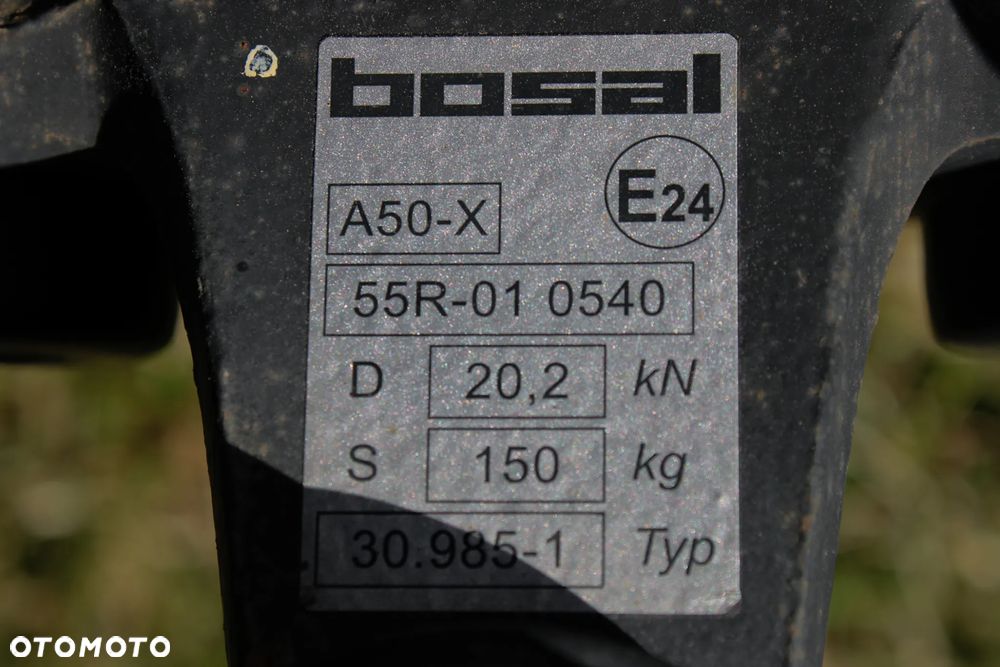 bosal
E24
A50-X
55R-01 0540
D 20,2 kN
S 150 kg
30.985-1 Typ
OTOMOTO